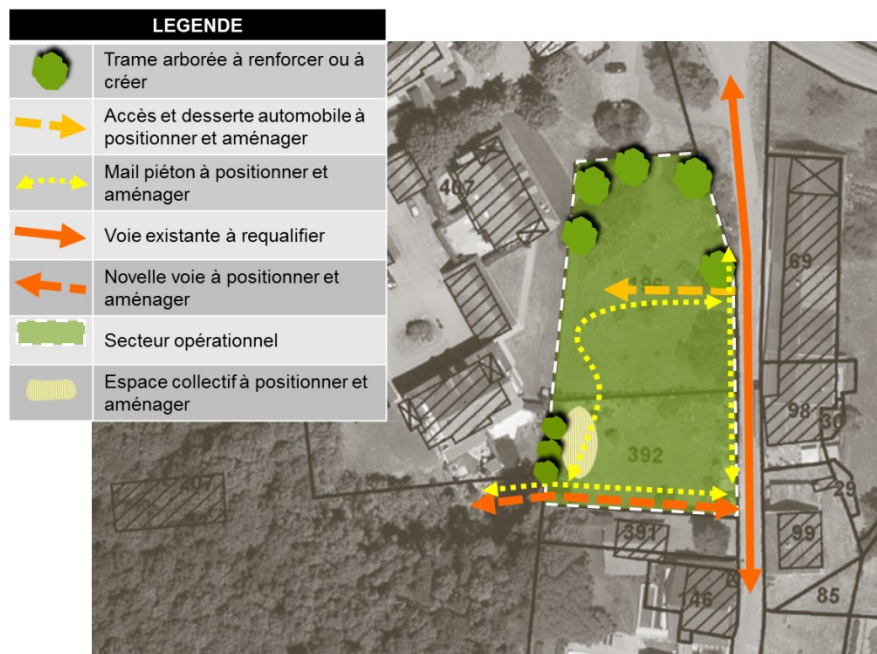 LEGENDE
Trame arborée à renforcer ou à
créer
Accès et desserte automobile à
positionner et aménager
Mail piéton à positionner et
aménager
Voie existante à requalifier
Novelle voie à positionner et
aménager
Secteur opérationnel
Espace collectif à positionner et
aménager
407
69
196
98
30
392
207
29
391
99
146
85